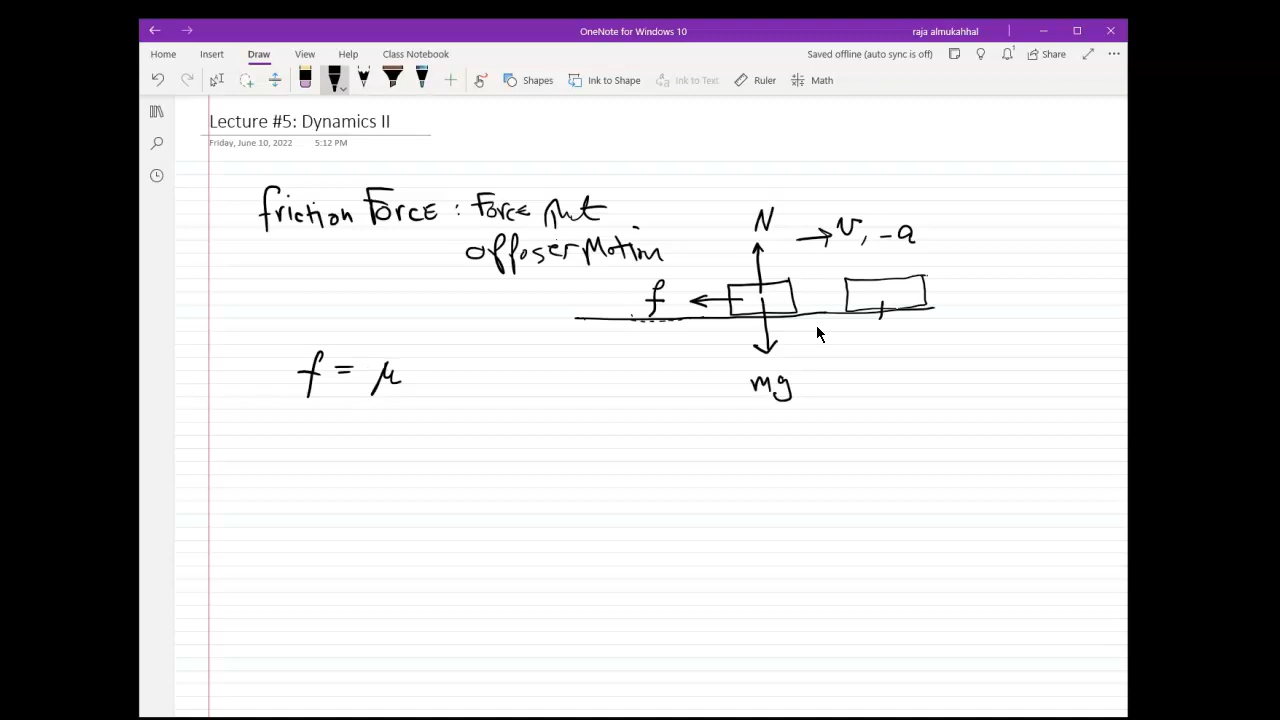 OneNote for Windows 10
raja almukahhal
Home Insert Draw View Help Class Notebook
Saved offline (auto sync is off) Share
Shapes Ink to Shape Ink to Text Ruler Math
Lecture #5: Dynamics II
Friday, June 10, 2022 5:12 PM
friction Force : Force that
opposes Motion
N
v, -a
f
mg
f = μ